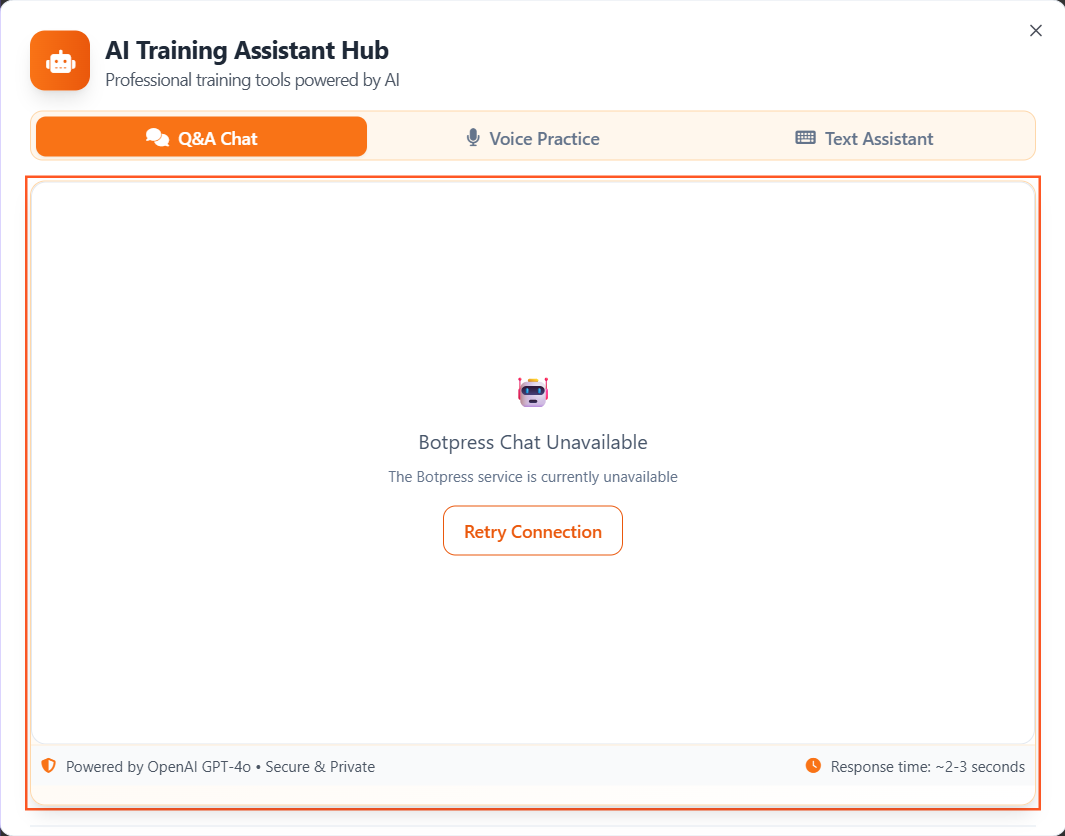 AI Training Assistant Hub
Professional training tools powered by AI
Q&A Chat
Voice Practice
Text Assistant
Botpress Chat Unavailable
The Botpress service is currently unavailable
Retry Connection
Powered by OpenAI GPT-4o • Secure & Private
Response time: ~2-3 seconds